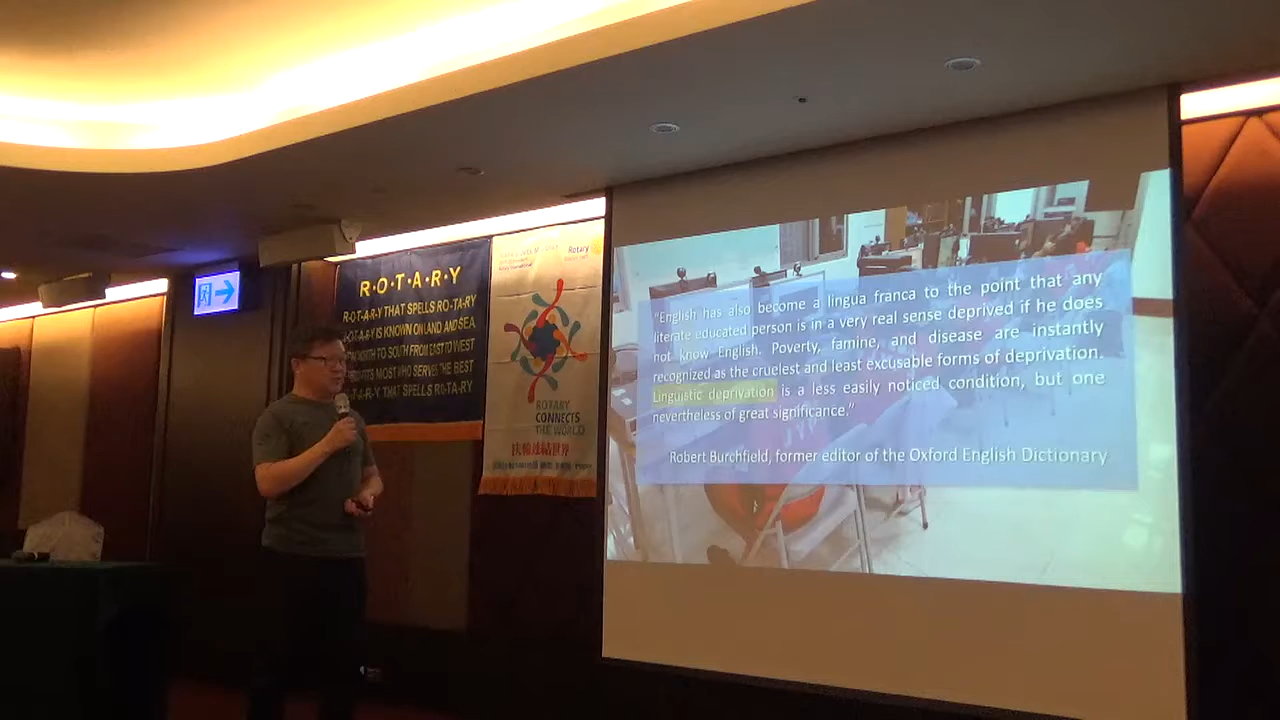 R·O·T·A·R·Y
R-O-T-A-R-Y THAT SPELLS RO-TA-RY
R-O-T-A-R-Y IS KNOWN ON LAND AND SEA
NORTH TO SOUTH FROM EAST TO WEST
PROFITS MOST WHO SERVES THE BEST
R-O-T-A-R-Y THAT SPELLS RO-TA-RY
Rotary
ROTARY
CONNECTS
THE WORLD
扶輪連結世界
"English has also become a lingua franca to the point that any
literate educated person is in a very real sense deprived if he does
not know English. Poverty, famine, and disease are instantly
recognized as the cruelest and least excusable forms of deprivation.
Linguistic deprivation is a less easily noticed condition, but one
nevertheless of great significance."
Robert Burchfield, former editor of the Oxford English Dictionary